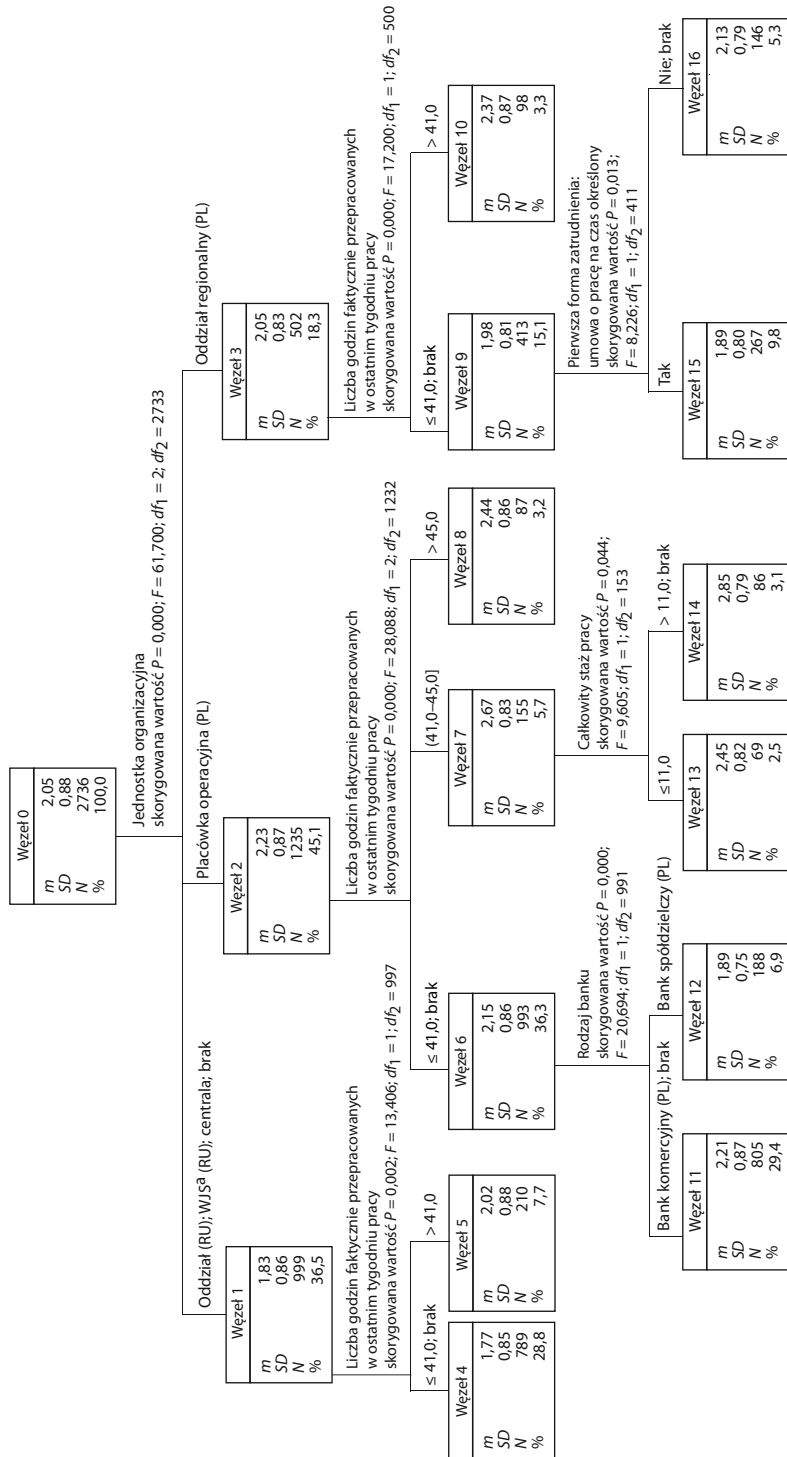 Węzeł 0
m 2,05
SD 0,88
N 2736
% 100,0
Jednostka organizacyjna
skorygowana wartość P = 0,000; F = 61,700; df1 = 2; df2 = 2733
Oddział (RU); WJSa (RU); centrala; brak
Placówka operacyjna (PL)
Oddział regionalny (PL)
Węzeł 1
m 1,83
SD 0,86
N 999
% 36,5
Węzeł 2
m 2,23
SD 0,87
N 1235
% 45,1
Węzeł 3
m 2,05
SD 0,83
N 502
% 18,3
Liczba godzin faktycznie przepracowanych
w ostatnim tygodniu pracy
skorygowana wartość P = 0,002; F = 13,406; df1 = 1; df2 = 997
Liczba godzin faktycznie przepracowanych
w ostatnim tygodniu pracy
skorygowana wartość P = 0,000; F = 28,088; df1 = 2; df2 = 1232
Liczba godzin faktycznie przepracowanych
w ostatnim tygodniu pracy
skorygowana wartość P = 0,000; F = 17,200; df1 = 1; df2 = 500
≤ 41,0; brak
> 41,0
≤ 41,0; brak
(41,0–45,0]
> 45,0
≤ 41,0; brak
> 41,0
Węzeł 4
m 1,77
SD 0,85
N 789
% 28,8
Węzeł 5
m 2,02
SD 0,88
N 210
% 7,7
Węzeł 6
m 2,15
SD 0,86
N 993
% 36,3
Węzeł 7
m 2,67
SD 0,83
N 155
% 5,7
Węzeł 8
m 2,44
SD 0,86
N 87
% 3,2
Węzeł 9
m 1,98
SD 0,81
N 413
% 15,1
Węzeł 10
m 2,37
SD 0,87
N 98
% 3,3
Rodzaj banku
skorygowana wartość P = 0,000;
F = 20,694; df1 = 1; df2 = 991
Całkowity staż pracy
skorygowana wartość P = 0,044;
F = 9,605; df1 = 1; df2 = 153
Pierwsza forma zatrudnienia:
umowa o pracę na czas określony
skorygowana wartość P = 0,013;
F = 8,226; df1 = 1; df2 = 411
Bank komercyjny (PL); brak
Bank spółdzielczy (PL)
≤11,0
> 11,0; brak
Tak
Nie; brak
Węzeł 11
m 2,21
SD 0,87
N 805
% 29,4
Węzeł 12
m 1,89
SD 0,75
N 188
% 6,9
Węzeł 13
m 2,45
SD 0,82
N 69
% 2,5
Węzeł 14
m 2,85
SD 0,79
N 86
% 3,1
Węzeł 15
m 1,89
SD 0,80
N 267
% 9,8
Węzeł 16
m 2,13
SD 0,79
N 146
% 5,3